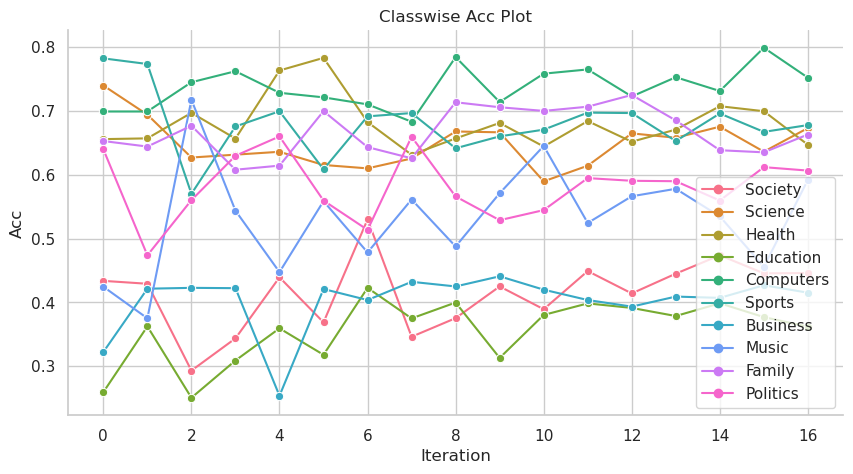 Classwise Acc Plot
0.8
0.7
0.6
0.5
0.4
0.3
Acc
0 2 4 6 8 10 12 14 16
Iteration
Society
Science
Health
Education
Computers
Sports
Business
Music
Family
Politics